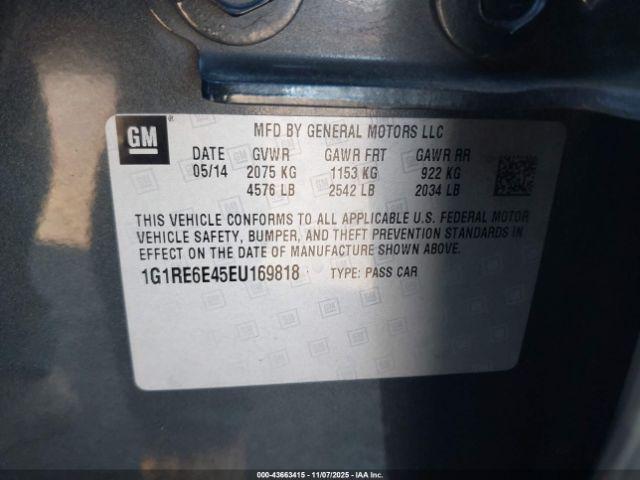 GM ®
MFD BY GENERAL MOTORS LLC
DATE GVWR GAWR FRT GAWR RR
05/14 2075 KG 1153 KG 922 KG
4576 LB 2542 LB 2034 LB
THIS VEHICLE CONFORMS TO ALL APPLICABLE U.S. FEDERAL MOTOR
VEHICLE SAFETY, BUMPER, AND THEFT PREVENTION STANDARDS IN
EFFECT ON THE DATE OF MANUFACTURE SHOWN ABOVE.
1G1RE6E45EU169818 TYPE: PASS CAR
© 2000 - 43663415 - 11/07/2025 - IAA Inc.